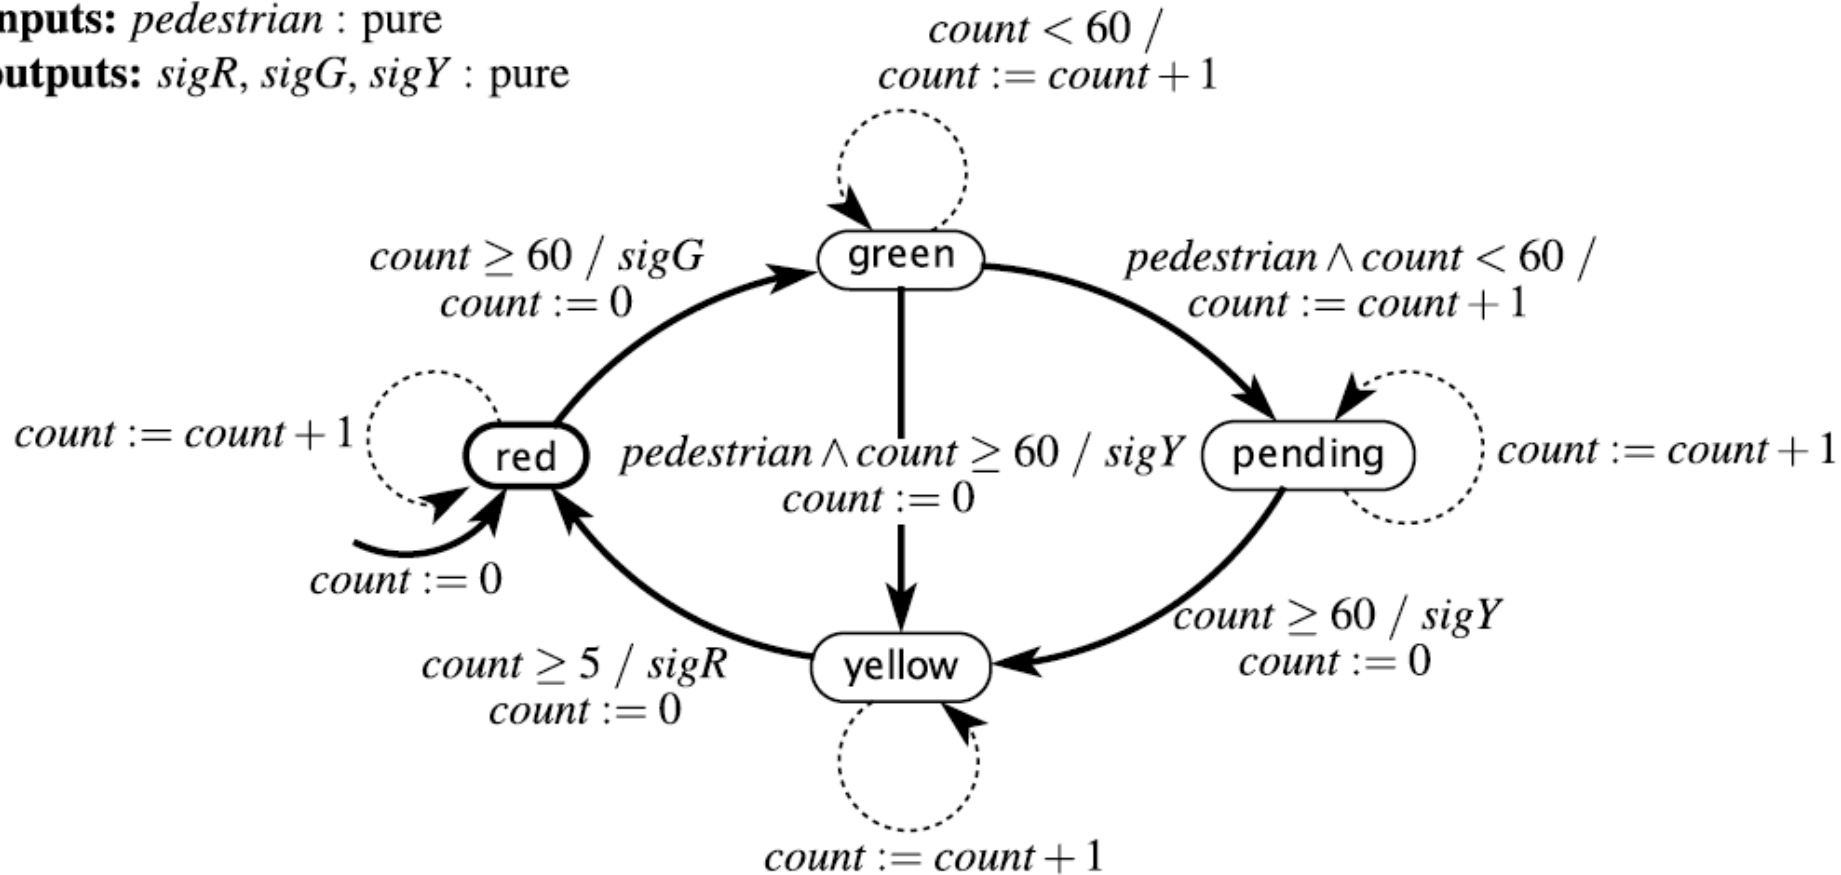 nputs: pedestrian : pure
outputs: sigR, sigG, sigY : pure
count < 60 /
count := count + 1
green
count ≥ 60 / sigG
count := 0
pedestrian ∧ count < 60 /
count := count + 1
count := count + 1
red
pedestrian ∧ count ≥ 60 / sigY
count := 0
pending
count := count + 1
count := 0
count ≥ 60 / sigY
count := 0
count ≥ 5 / sigR
count := 0
yellow
count := count + 1